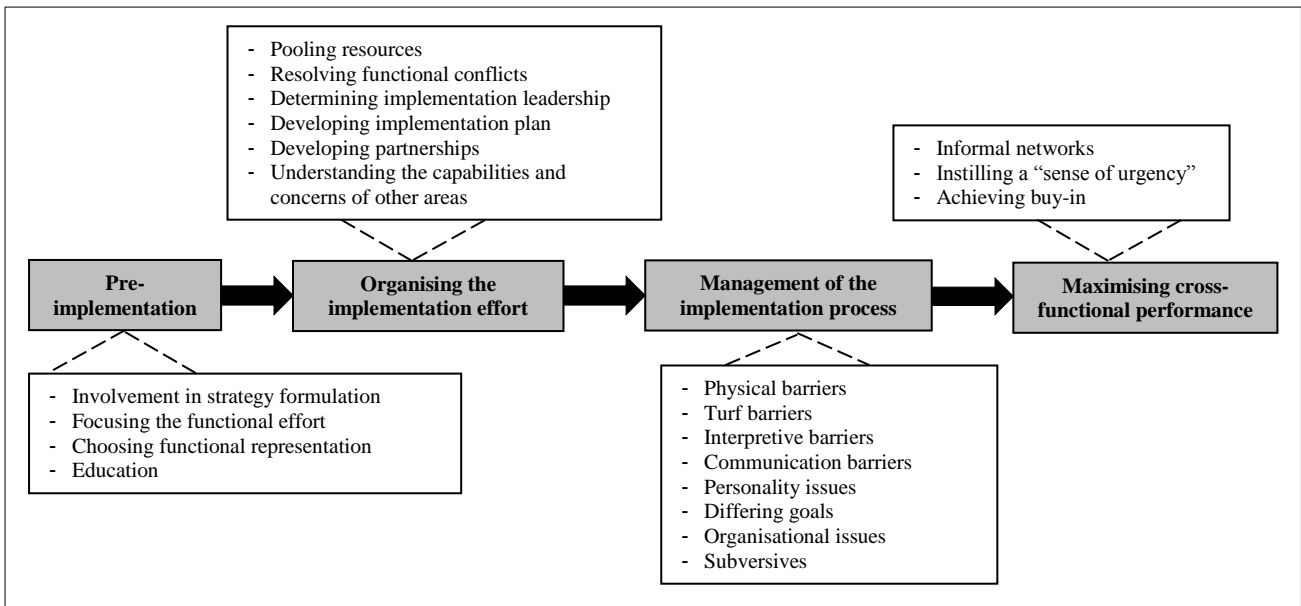 - Pooling resources
- Resolving functional conflicts
- Determining implementation leadership
- Developing implementation plan
- Developing partnerships
- Understanding the capabilities and
concerns of other areas
- Informal networks
- Instilling a “sense of urgency”
- Achieving buy-in
Pre-
implementation
Organising the
implementation effort
Management of the
implementation process
Maximising cross-
functional performance
- Involvement in strategy formulation
- Focusing the functional effort
- Choosing functional representation
- Education
- Physical barriers
- Turf barriers
- Interpretive barriers
- Communication barriers
- Personality issues
- Differing goals
- Organisational issues
- Subversives